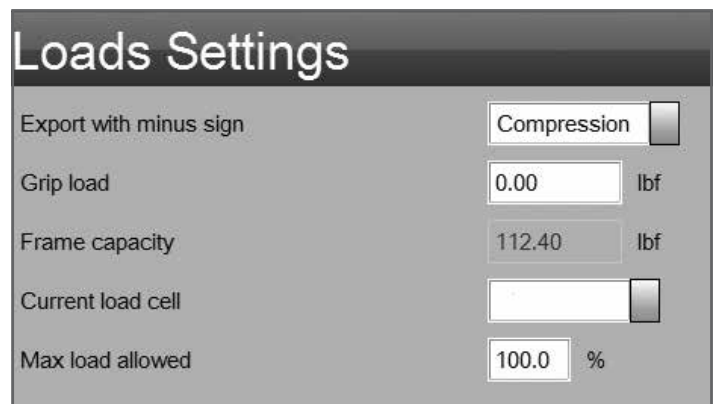 Loads Settings
Export with minus sign Compression
Grip load 0.00 lbf
Frame capacity 112.40 lbf
Current load cell
Max load allowed 100.0 %